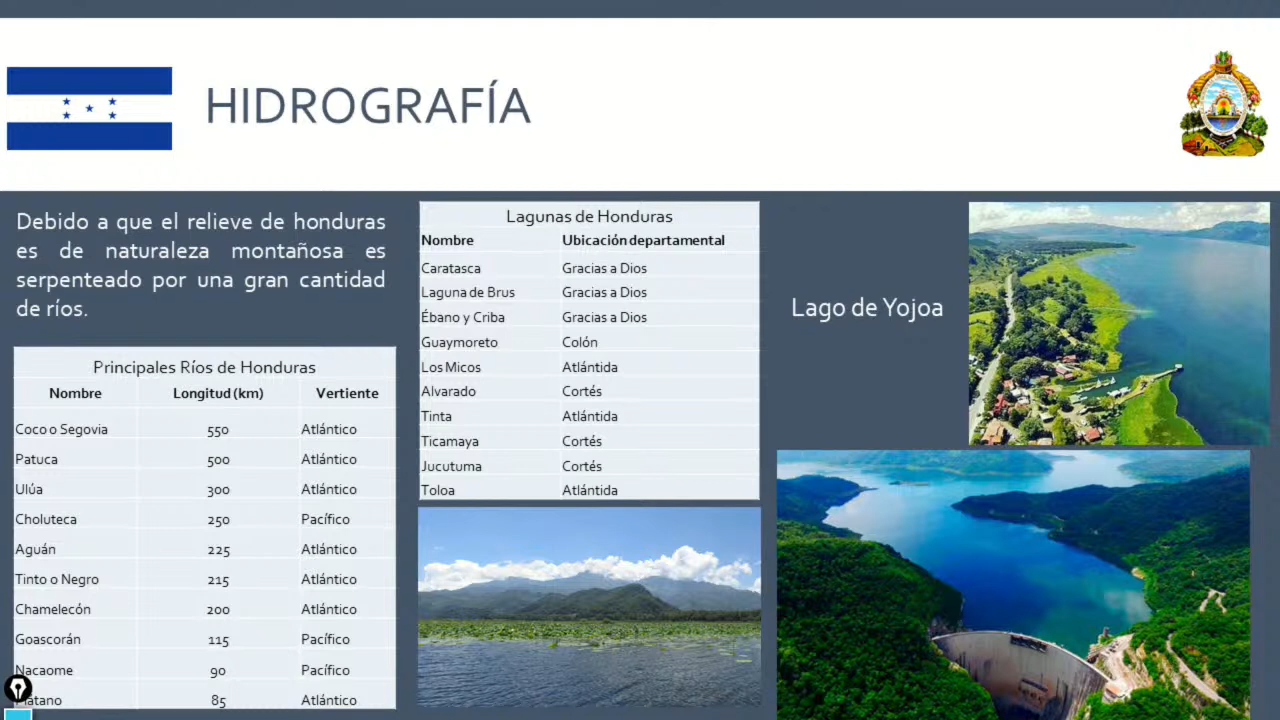 HIDROGRAFÍA
Debido a que el relieve de honduras
es de naturaleza montañosa es
serpenteado por una gran cantidad
de ríos.
Principales Ríos de Honduras
Nombre Longitud (km) Vertiente
Coco o Segovia 550 Atlántico
Patuca 500 Atlántico
Ulúa 300 Atlántico
Choluteca 250 Pacífico
Aguán 225 Atlántico
Tinto o Negro 215 Atlántico
Chamelecón 200 Atlántico
Goascorán 115 Pacífico
Nacaome 90 Pacífico
Plátano 85 Atlántico
Lagunas de Honduras
Nombre Ubicación departamental
Caratasca Gracias a Dios
Laguna de Brus Gracias a Dios
Ébano y Criba Gracias a Dios
Guaymoreto Colón
Los Micos Atlántida
Alvarado Cortés
Tinta Atlántida
Ticamaya Cortés
Jucutuma Cortés
Toloa Atlántida
Lago de Yojoa